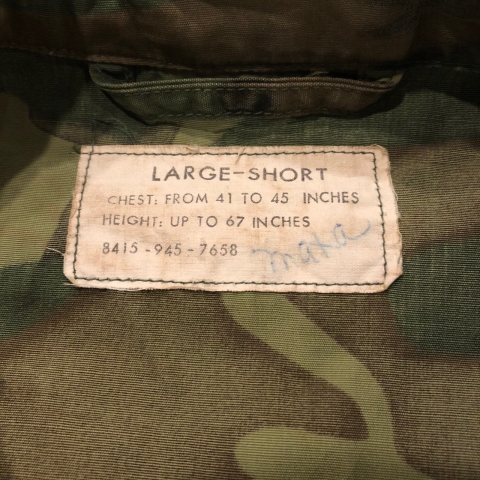 LARGE-SHORT
CHEST: FROM 41 TO 45 INCHES
HEIGHT: UP TO 67 INCHES
8415-945-7658